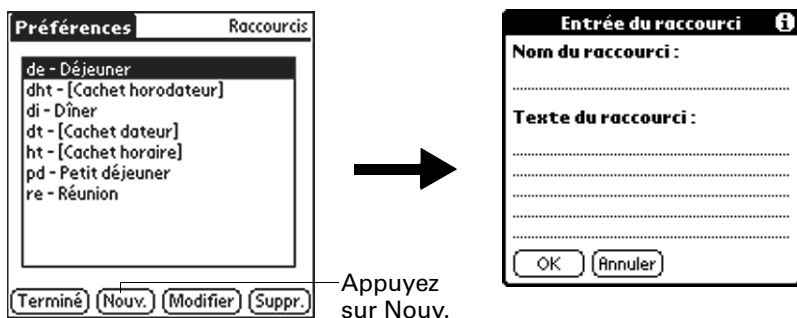 Préférences Raccourcis
de - Déjeuner
dht - [Cachet horodateur]
di - Dîner
dt - [Cachet dateur]
ht - [Cachet horaire]
pd - Petit déjeuner
re - Réunion
Terminé Nouv. Modifier Suppr.
Appuyez
sur Nouv.
Entrée du raccourci i
Nom du raccourci :
Texte du raccourci :
OK Annuler